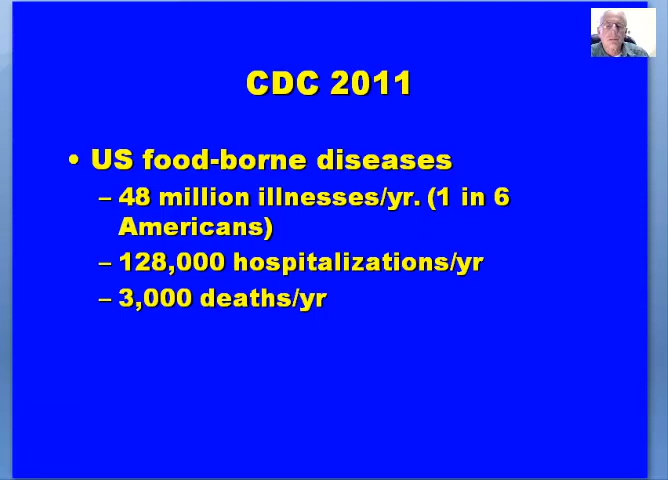 CDC 2011
• US food-borne diseases
– 48 million illnesses/yr. (1 in 6
Americans)
– 128,000 hospitalizations/yr
– 3,000 deaths/yr